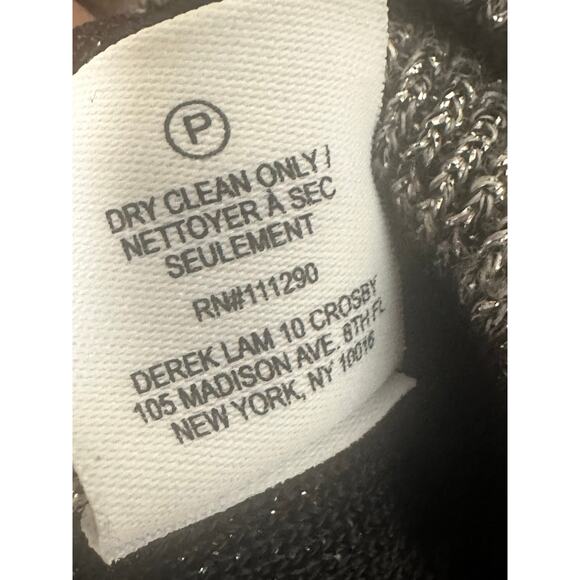 P
DRY CLEAN ONLY /
NETTOYER À SEC
SEULEMENT
RN#111290
DEREK LAM 10 CROSBY
105 MADISON AVE. 8TH FL
NEW YORK, NY 10016